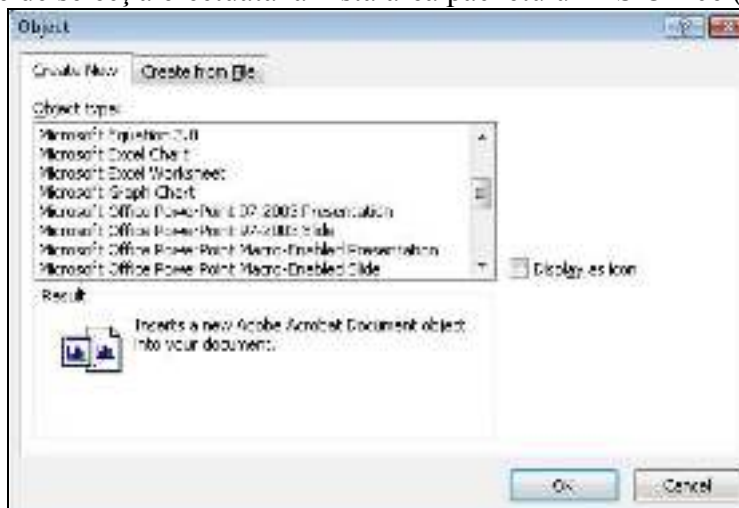 Object
Create New Create from File
Object type:
Microsoft Equation 3.0
Microsoft Excel Chart
Microsoft Excel Worksheet
Microsoft Graph Chart
Microsoft Office PowerPoint 97-2003 Presentation
Microsoft Office PowerPoint 97-2003 Slide
Microsoft Office PowerPoint Macro-Enabled Presentation
Microsoft Office PowerPoint Macro-Enabled Slide
Display as icon
Result
Inserts a new Adobe Acrobat Document object
into your document.
OK Cancel